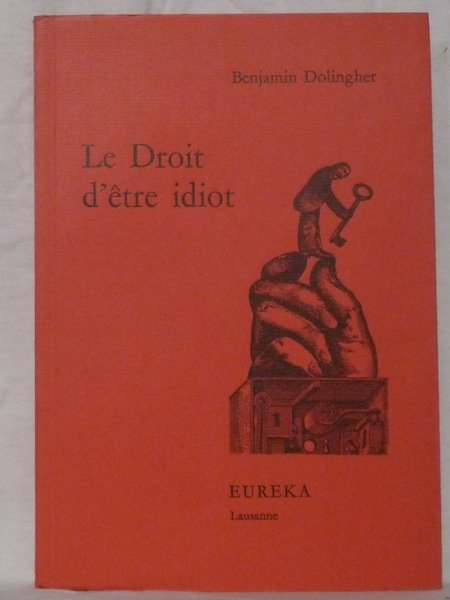 Benjamin Dolingher
Le Droit
d'être idiot
EUREKA
Lausanne